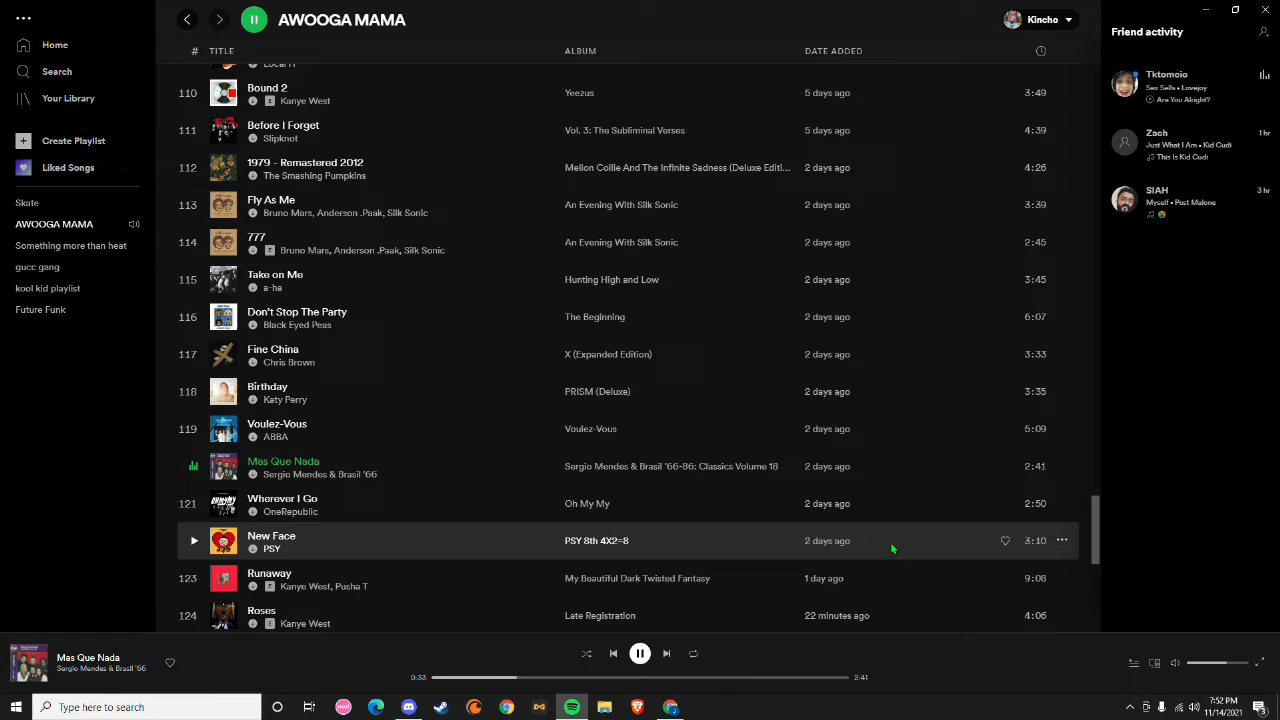 AWOOGA MAMA
Kincho
Home
Search
Your Library
Create Playlist
Liked Songs
Skate
AWOOGA MAMA
Something more than heat
gucc gang
kool kid playlist
Future Funk
# TITLE ALBUM DATE ADDED
Local H
110 Bound 2 Yeezus 5 days ago 3:49
E Kanye West
111 Before I Forget Vol. 3: The Subliminal Verses 5 days ago 4:39
Slipknot
112 1979 - Remastered 2012 Mellon Collie And The Infinite Sadness (Deluxe Editi... 2 days ago 4:26
The Smashing Pumpkins
113 Fly As Me An Evening With Silk Sonic 2 days ago 3:39
Bruno Mars, Anderson .Paak, Silk Sonic
114 777 An Evening With Silk Sonic 2 days ago 2:45
E Bruno Mars, Anderson .Paak, Silk Sonic
115 Take on Me Hunting High and Low 2 days ago 3:45
a-ha
116 Don't Stop The Party The Beginning 2 days ago 6:07
Black Eyed Peas
117 Fine China X (Expanded Edition) 2 days ago 3:33
Chris Brown
118 Birthday PRISM (Deluxe) 2 days ago 3:35
Katy Perry
119 Voulez-Vous Voulez-Vous 2 days ago 5:09
ABBA
Mas Que Nada Sergio Mendes & Brasil '66-86: Classics Volume 18 2 days ago 2:41
Sergio Mendes & Brasil '66
121 Wherever I Go Oh My My 2 days ago 2:50
OneRepublic
New Face PSY 8th 4X2=8 2 days ago 3:10
PSY
123 Runaway My Beautiful Dark Twisted Fantasy 1 day ago 9:08
E Kanye West, Pusha T
124 Roses Late Registration 22 minutes ago 4:06
E Kanye West
Friend activity
Tktomcio
Sex Sells • Lovejoy
Are You Alright?
Zach 1 hr
Just What I Am • Kid Cudi
This Is Kid Cudi
SIAH 3 hr
Myself • Post Malone
Mas Que Nada
Sergio Mendes & Brasil '66
0:33 2:41
Type here to search
7:52 PM
11/14/2021